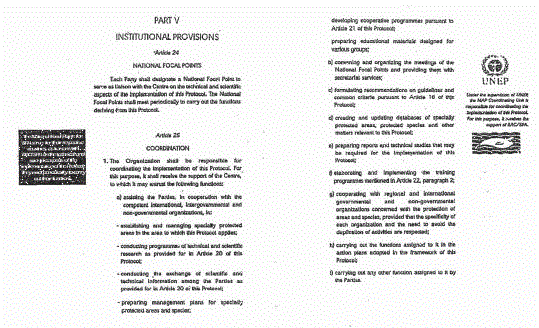 PART V
INSTITUTIONAL PROVISIONS
Article 24
NATIONAL FOCAL POINTS
Each Party shall designate a National Focal Point to
serve as liaison with the Centre on the technical and scientific
aspects of the implementation of this Protocol. The National
Focal Points shall meet periodically to carry out the functions
deriving from this Protocol.
Article 25
COORDINATION
1. The Organization shall be responsible for
coordinating the implementation of this Protocol. For
this purpose, it shall receive the support of the Centre,
to which it may entrust the following functions:
a) assisting the Parties, in cooperation with the
competent international, intergovernmental and
non-governmental organizations, in:
- establishing and managing specially protected
areas in the area to which this Protocol applies;
- conducting programmes of technical and scientific
research as provided for in Article 20 of this
Protocol;
- conducting the exchange of scientific and
technical information among the Parties as
provided for in Article 20 of this Protocol;
- preparing management plans for specially
protected areas and species;
developing cooperative programmes pursuant to
Article 21 of this Protocol;
preparing educational materials designed for
various groups;
b) convening and organizing the meetings of the
National Focal Points and providing them with
secretariat services;
c) formulating recommendations on guidelines and
common criteria pursuant to Article 16 of this
Protocol;
d) creating and updating databases of specially
protected areas, protected species and other
matters relevant to this Protocol;
e) preparing reports and technical studies that may
be required for the implementation of this
Protocol;
f) elaborating and implementing the training
programmes mentioned in Article 22, paragraph 2;
g) cooperating with regional and international
governmental and non-governmental
organizations concerned with the protection of
areas and species, provided that the specificity of
each organization and the need to avoid the
duplication of activities are respected;
h) carrying out the functions assigned to it in the
action plans adopted in the framework of this
Protocol;
i) carrying out any other function assigned to it by
the Parties.
UNEP
Under the supervision of UNEP,
the MAP Coordinating Unit is
responsible for coordinating the
implementation of this Protocol.
For this purpose, it receives the
support of RAC/SPA.